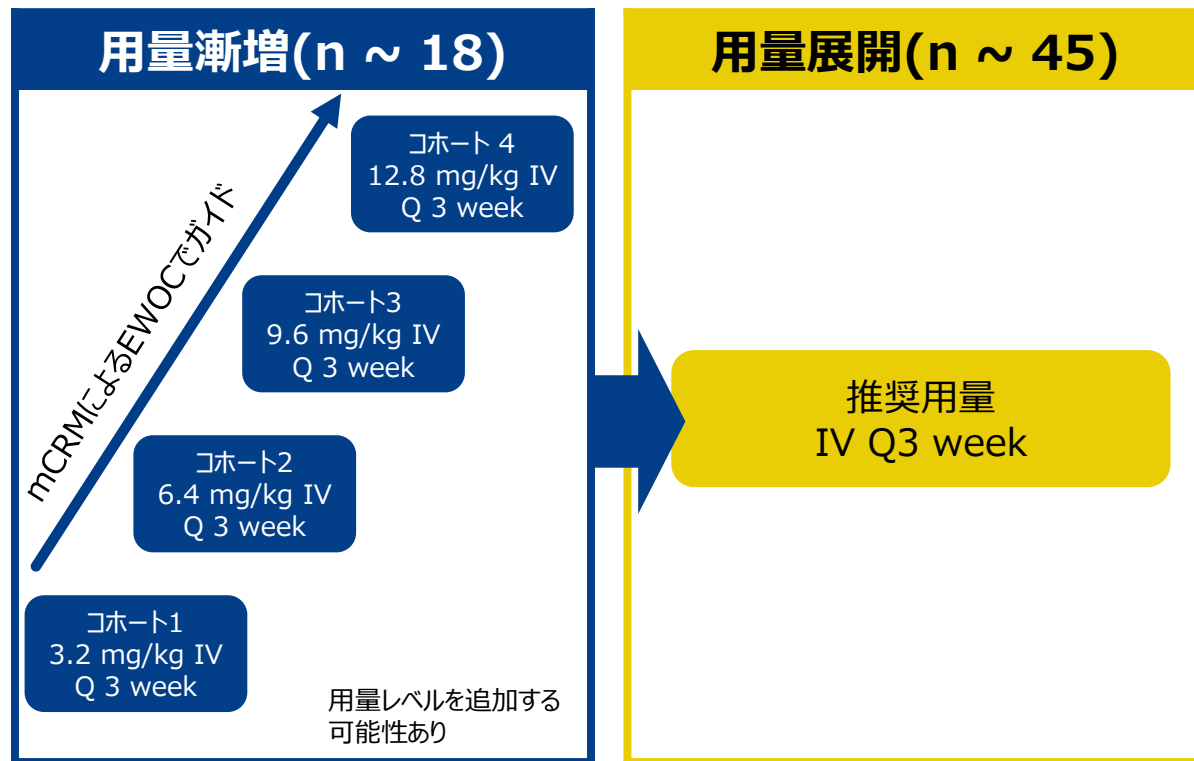 用量漸増(n ~ 18)
mCRMによるEWOCでガイド
コホート 4
12.8 mg/kg IV
Q 3 week
コホート3
9.6 mg/kg IV
Q 3 week
コホート2
6.4 mg/kg IV
Q 3 week
コホート1
3.2 mg/kg IV
Q 3 week
用量レベルを追加する
可能性あり
用量展開(n ~ 45)
推奨用量
IV Q3 week